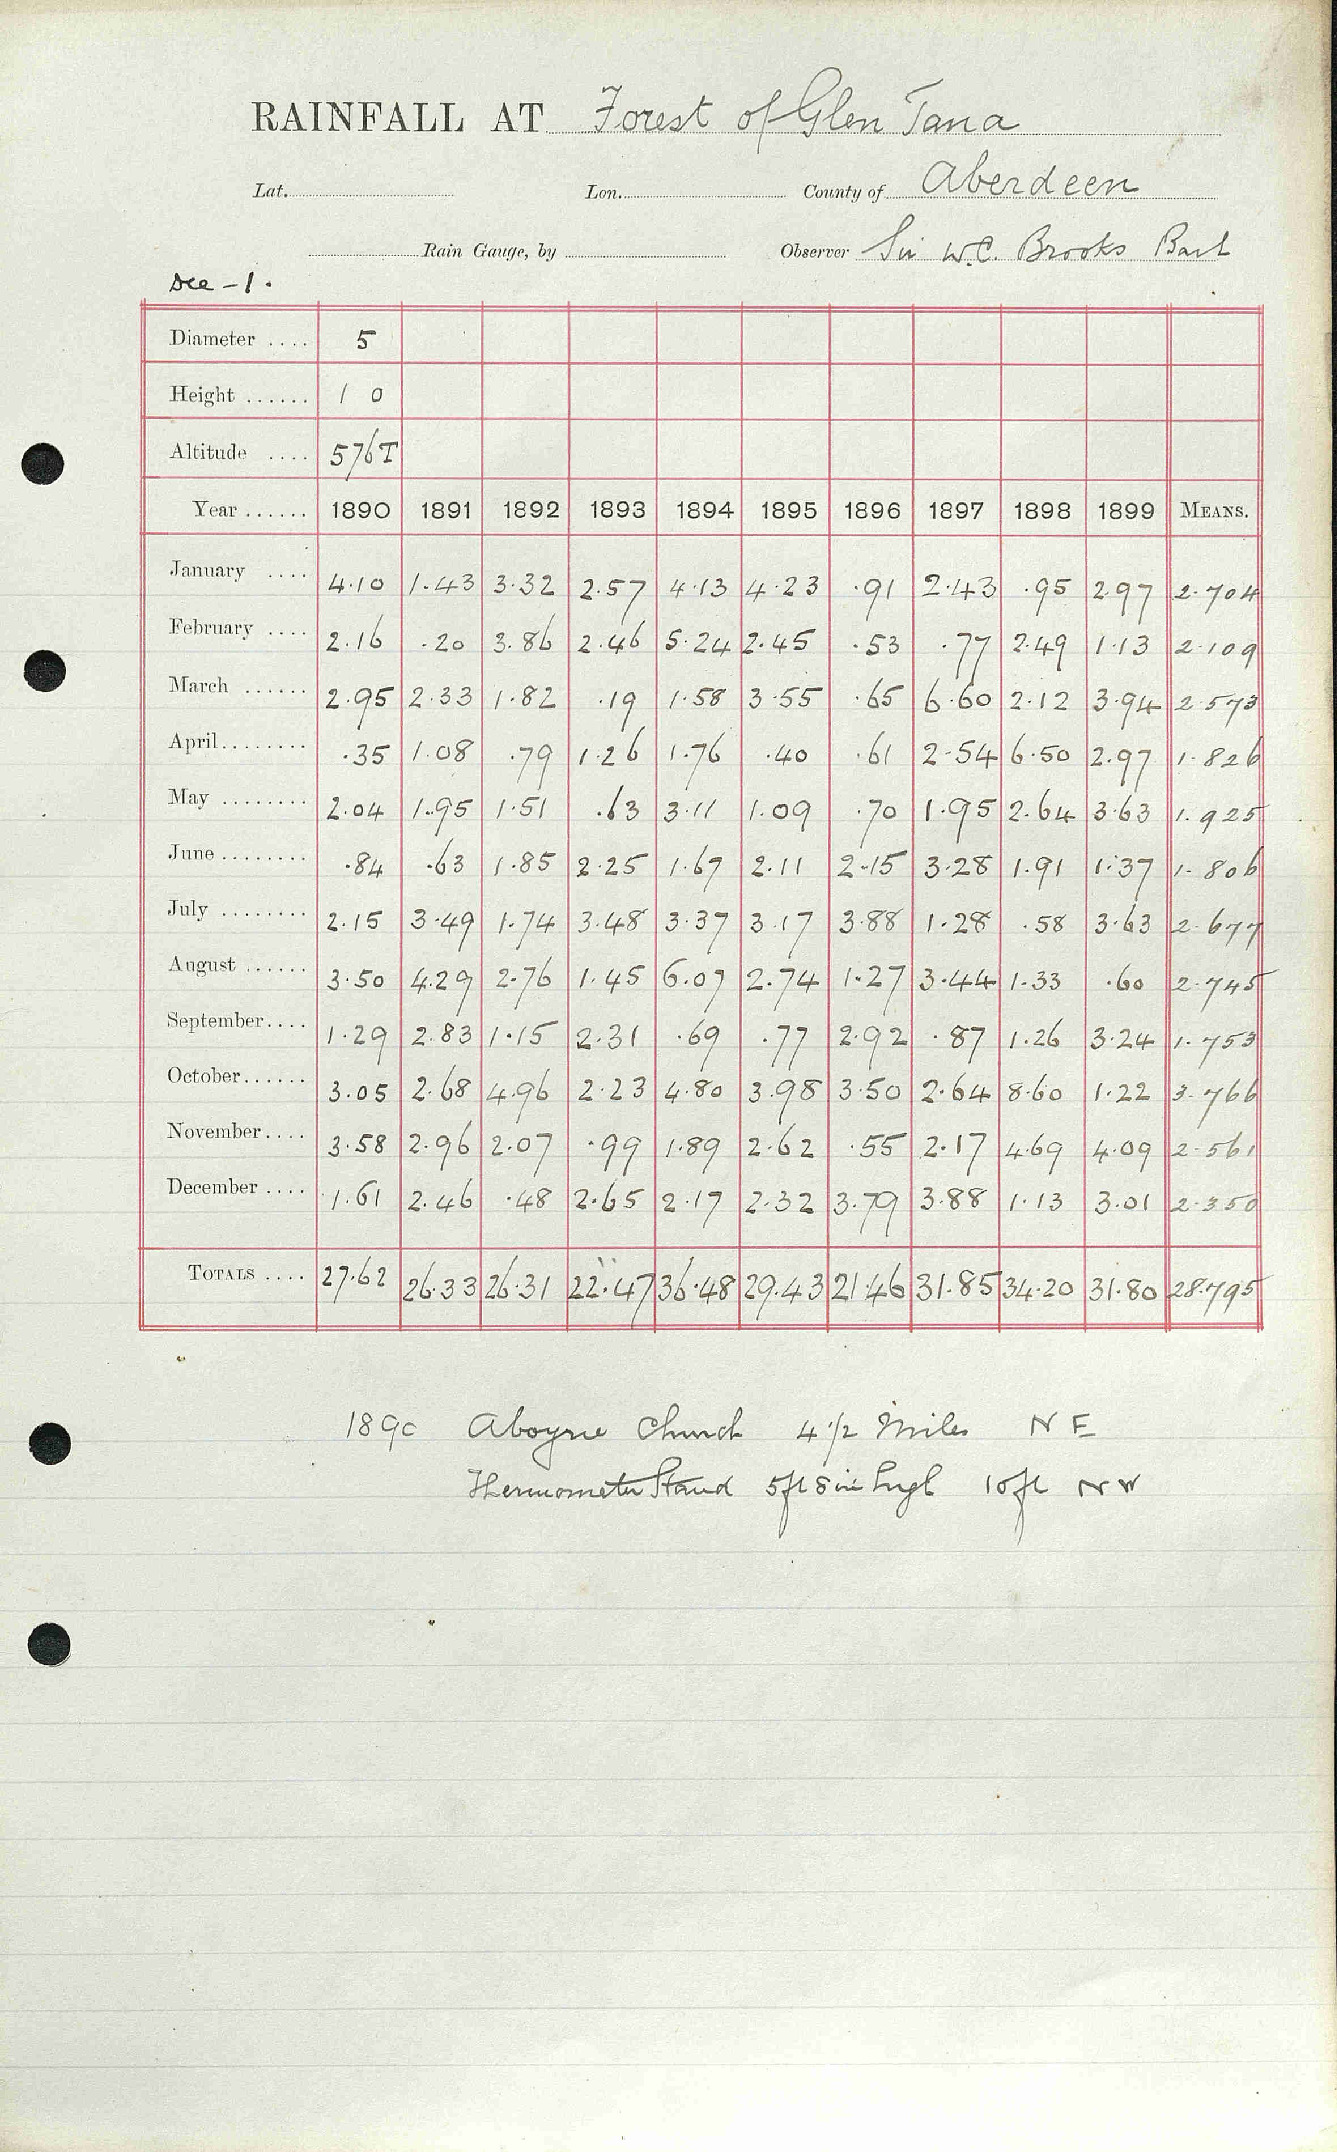 RAINFALL AT Forest of Glen Tana
Lat. Lon. County of Aberdeen
Rain Gauge, by Observer Sir W.C. Brooks Bart
Dee - 1.
Diameter .... 5
Height ...... 1 0
Altitude .... 576T
Year ...... 1890 1891 1892 1893 1894 1895 1896 1897 1898 1899 MEANS.
January .... 4.10 1.43 3.32 2.57 4.13 4.23 .91 2.43 .95 2.97 2.704
February .... 2.16 .20 3.86 2.46 5.24 2.45 .53 .77 2.49 1.13 2.109
March ...... 2.95 2.33 1.82 .19 1.58 3.55 .65 6.60 2.12 3.94 2.573
April........ .35 1.08 .79 1.26 1.76 .40 .61 2.54 6.50 2.97 1.826
May ........ 2.04 1.95 1.51 .63 3.11 1.09 .70 1.95 2.64 3.63 1.925
June ........ .84 .63 1.85 2.25 1.67 2.11 2.15 3.28 1.91 1.37 1.806
July ........ 2.15 3.49 1.74 3.48 3.37 3.17 3.88 1.28 .58 3.63 2.677
August ...... 3.50 4.29 2.76 1.45 6.07 2.74 1.27 3.44 1.33 .60 2.745
September.... 1.29 2.83 1.15 2.31 .69 .77 2.92 .87 1.26 3.24 1.753
October...... 3.05 2.68 4.96 2.23 4.80 3.98 3.50 2.64 8.60 1.22 3.766
November.... 3.58 2.96 2.07 .99 1.89 2.62 .55 2.17 4.69 4.09 2.561
December .... 1.61 2.46 .48 2.65 2.17 2.32 3.79 3.88 1.13 3.01 2.350
TOTALS .... 27.62 26.33 26.31 22.47 36.48 29.43 21.46 31.85 34.20 31.80 28.795
1890 Aboyne Church 4 1/2 Miles N E
Thermometer Stand 5ft 8in high 10ft N W